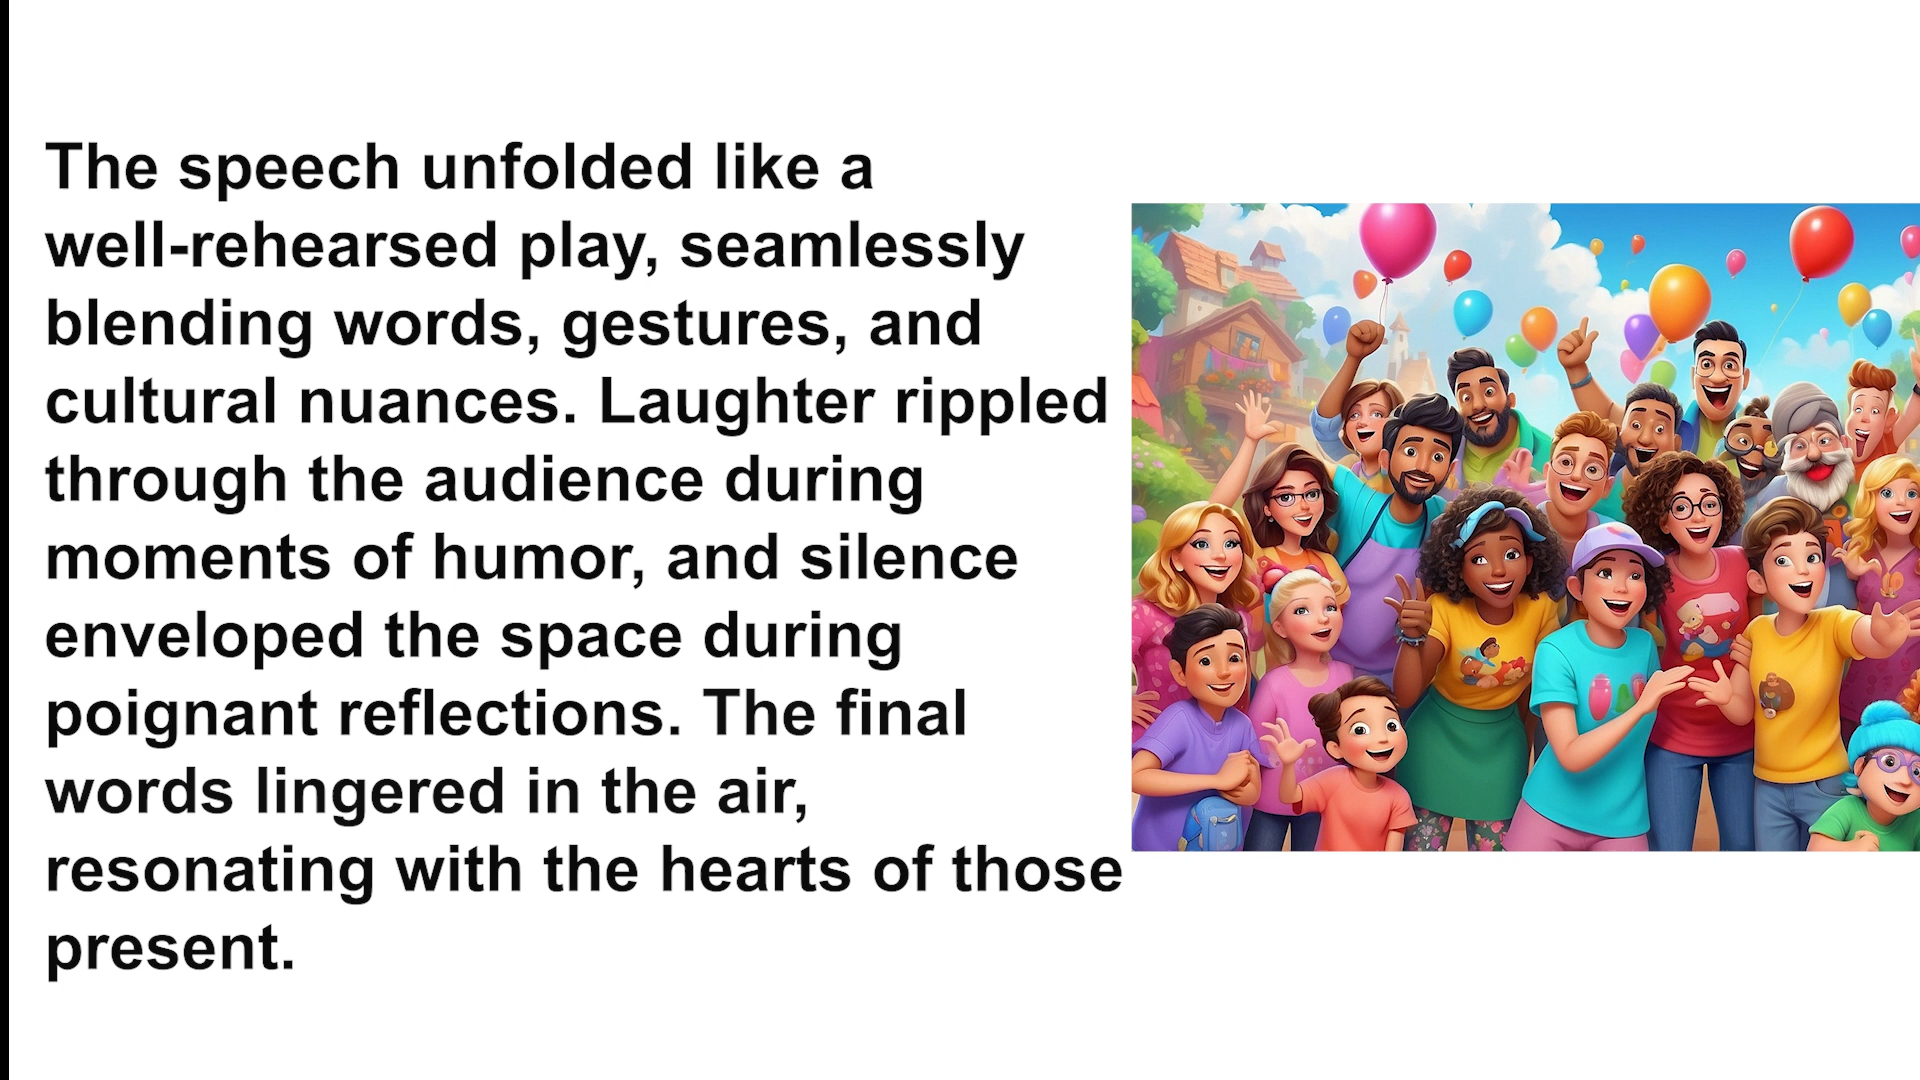 The speech unfolded like a
well-rehearsed play, seamlessly
blending words, gestures, and
cultural nuances. Laughter rippled
through the audience during
moments of humor, and silence
enveloped the space during
poignant reflections. The final
words lingered in the air,
resonating with the hearts of those
present.